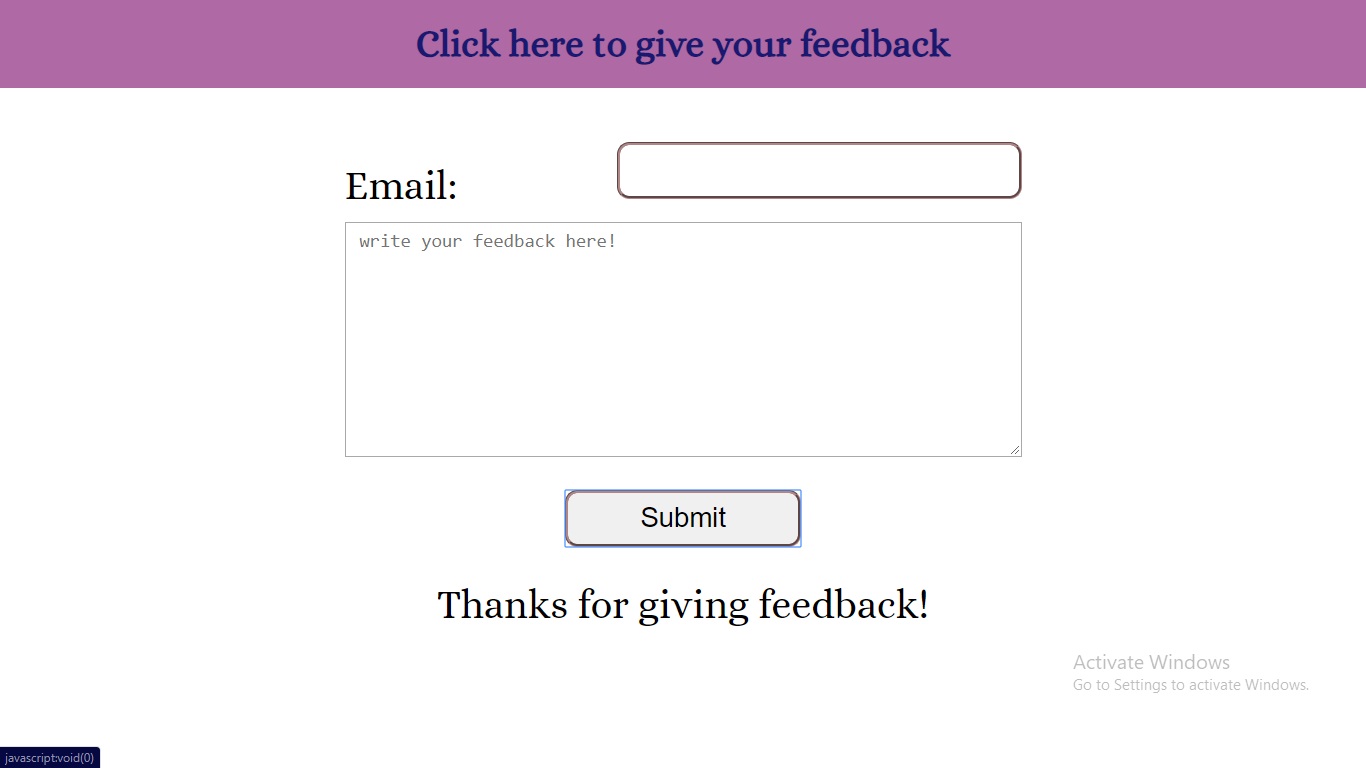 Click here to give your feedback
Email:
write your feedback here!
Submit
Thanks for giving feedback!
Activate Windows
Go to Settings to activate Windows.
javascript:void(0)